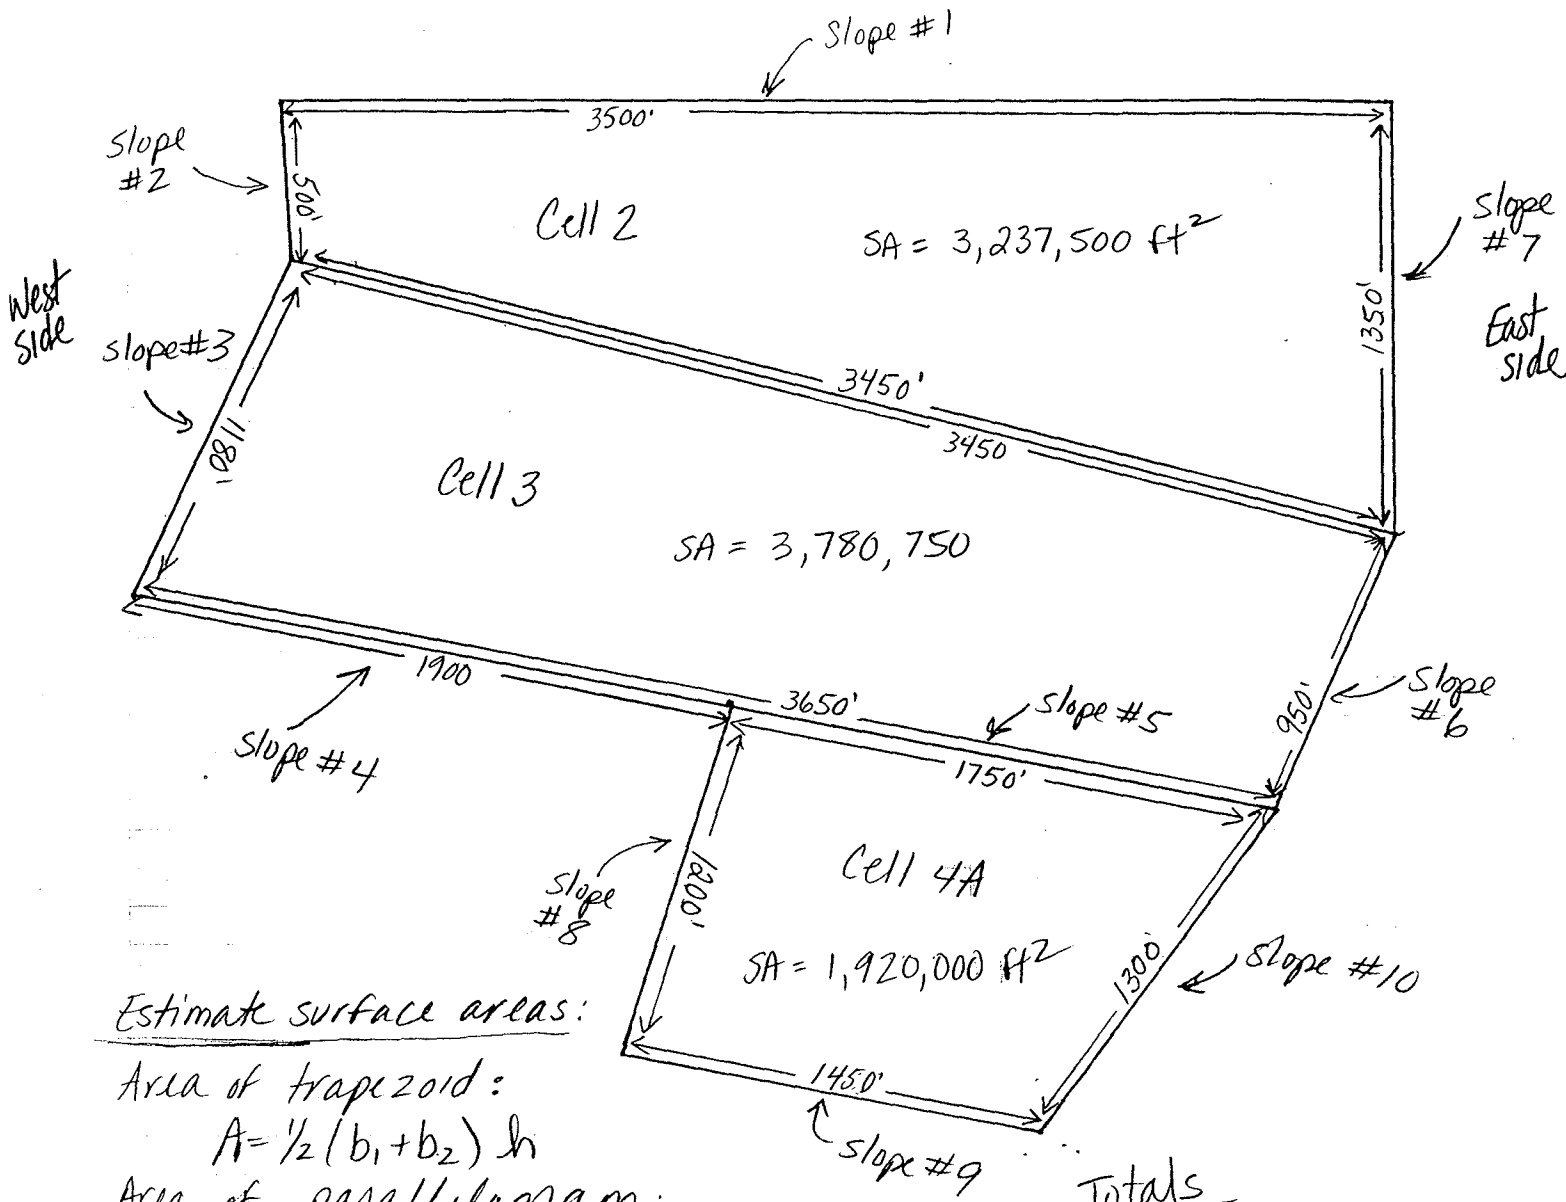 Slope #1
3500'
Slope
#2
500'
Cell 2
SA = 3,237,500 ft²
Slope
#7
1350'
West
side
East
side
Slope #3
1180'
3450'
3450
Cell 3
SA = 3,780,750
1900
3650'
Slope #5
950'
Slope
#6
Slope #4
1750'
Slope
#8
1200'
Cell 4A
SA = 1,920,000 ft²
1300
Slope #10
1450'
Slope #9
Estimate surface areas:
Area of trapezoid:
A = ½ (b₁ + b₂) h
Area of parallelogram:
Totals